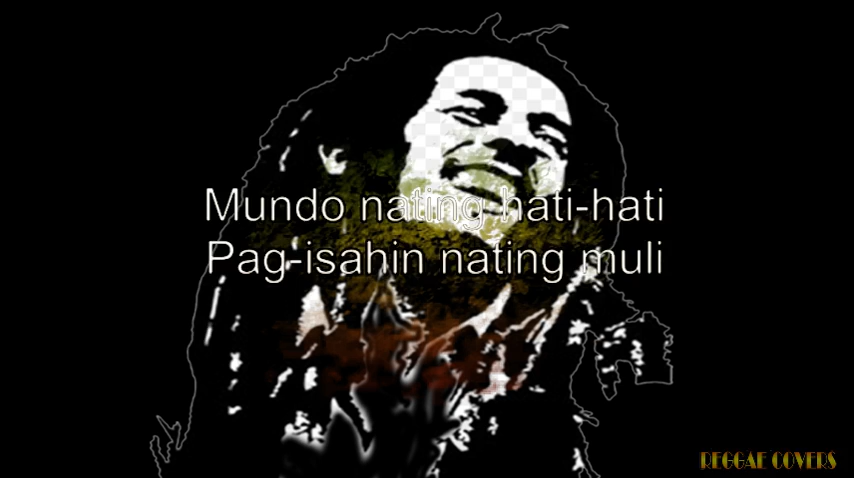 Mundo nating hati-hati
Pag-isahin nating muli
REGGAE COVERS